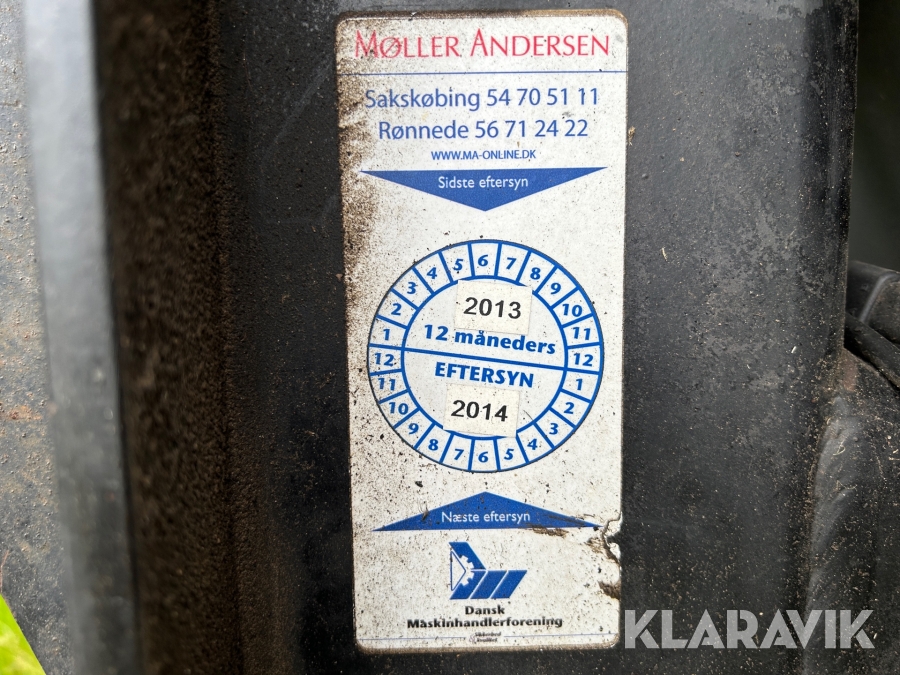 MØLLER ANDERSEN
Sakskøbing 54 70 51 11
Rønnede 56 71 24 22
WWW.MA-ONLINE.DK
Sidste eftersyn
1 2 3 4 5 6 7 8 9 10 11 12
2013
12 måneders
EFTERSYN
2014
12 11 10 9 8 7 6 5 4 3 2 1
Næste eftersyn
Dansk
Maskinhandlerforening
KLARAVIK